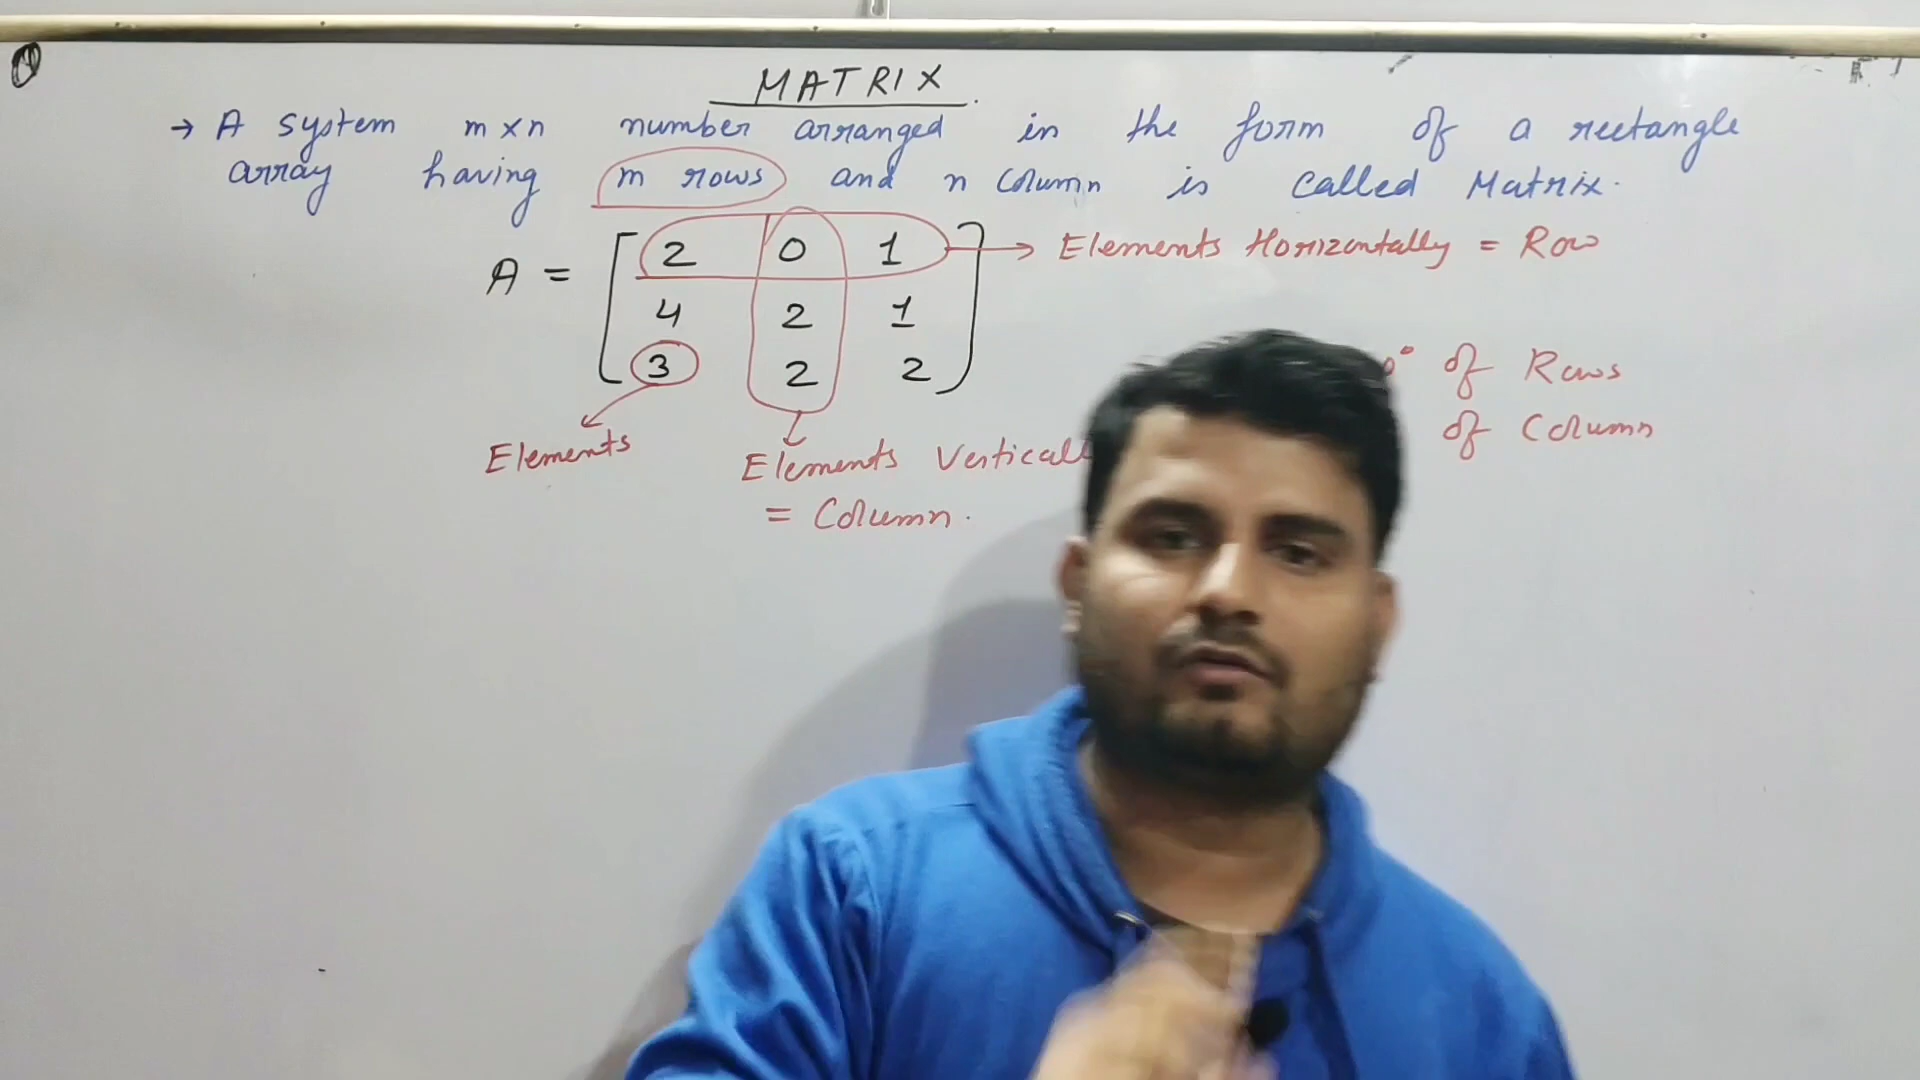 MATRIX
→ A system m×n number arranged in the form of a rectangle
array having m rows and n column is called Matrix.
A = [ 2 0 1 → Elements Horizontally = Row
4 2 1
3 2 2 ]
of Rows
of Column
Elements
Elements
= Column.